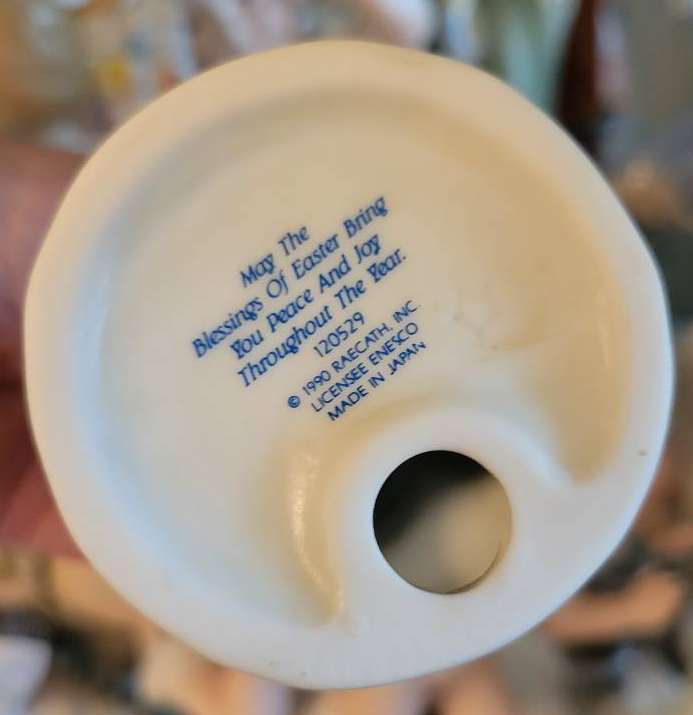 May The
Blessings Of Easter Bring
You Peace And Joy
Throughout The Year.
120529
© 1990 RAECATH, INC.
LICENSEE ENESCO
MADE IN JAPAN